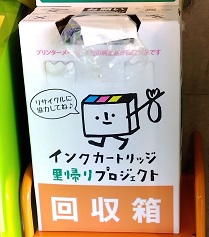 リサイクルに
協力してね♪
インクカートリッジ
里帰りプロジェクト
回収箱